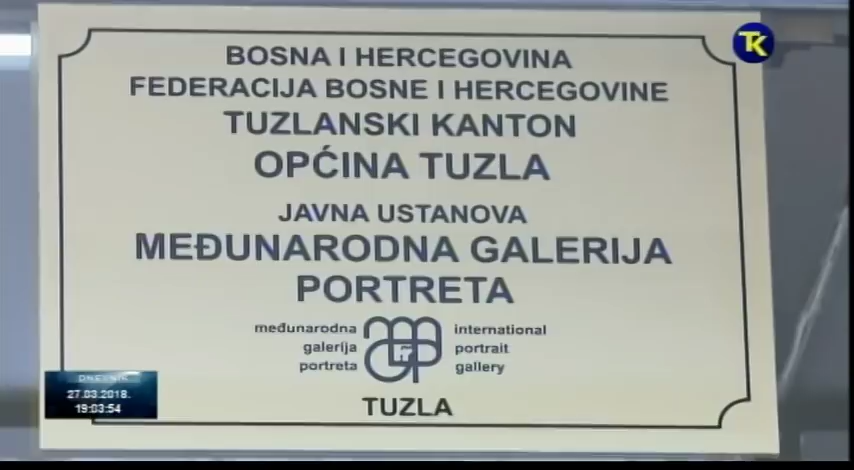 BOSNA I HERCEGOVINA
FEDERACIJA BOSNE I HERCEGOVINE
TUZLANSKI KANTON
OPĆINA TUZLA
JAVNA USTANOVA
MEĐUNARODNA GALERIJA
PORTRETA
međunarodna
galerija
portreta
international
portrait
gallery
TUZLA
TK
DNEVNIK
27.03.2018.
19:03:54